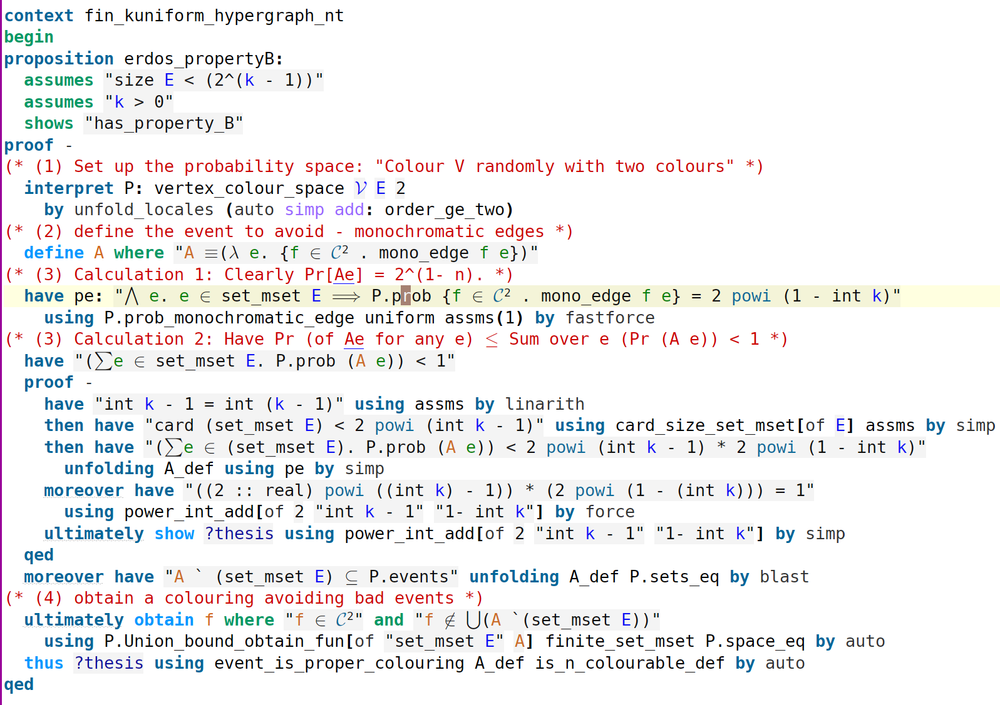 context fin_kuniform_hypergraph_nt
begin
proposition erdos_propertyB:
  assumes "size E < (2^(k - 1))"
  assumes "k > 0"
  shows "has_property_B"
proof -
(* (1) Set up the probability space: "Colour V randomly with two colours" *)
  interpret P: vertex_colour_space 𝒱 E 2
    by unfold_locales (auto simp add: order_ge_two)
(* (2) define the event to avoid - monochromatic edges *)
  define A where "A ≡(λ e. {f ∈ 𝒞² . mono_edge f e})"
(* (3) Calculation 1: Clearly Pr[Ae] = 2^(1- n). *)
  have pe: "⋀ e. e ∈ set_mset E ⟹ P.prob {f ∈ 𝒞² . mono_edge f e} = 2 powi (1 - int k)"
    using P.prob_monochromatic_edge uniform assms(1) by fastforce
(* (3) Calculation 2: Have Pr (of Ae for any e) ≤ Sum over e (Pr (A e)) < 1 *)
  have "(∑e ∈ set_mset E. P.prob (A e)) < 1"
  proof -
    have "int k - 1 = int (k - 1)" using assms by linarith
    then have "card (set_mset E) < 2 powi (int k - 1)" using card_size_set_mset[of E] assms by simp
    then have "(∑e ∈ (set_mset E). P.prob (A e)) < 2 powi (int k - 1) * 2 powi (1 - int k)"
      unfolding A_def using pe by simp
    moreover have "((2 :: real) powi ((int k) - 1)) * (2 powi (1 - (int k))) = 1"
      using power_int_add[of 2 "int k - 1" "1- int k"] by force
    ultimately show ?thesis using power_int_add[of 2 "int k - 1" "1- int k"] by simp
  qed
  moreover have "A ` (set_mset E) ⊆ P.events" unfolding A_def P.sets_eq by blast
(* (4) obtain a colouring avoiding bad events *)
  ultimately obtain f where "f ∈ 𝒞²" and "f ∉ ⋃(A `(set_mset E))"
    using P.Union_bound_obtain_fun[of "set_mset E" A] finite_set_mset P.space_eq by auto
  thus ?thesis using event_is_proper_colouring A_def is_n_colourable_def by auto
qed